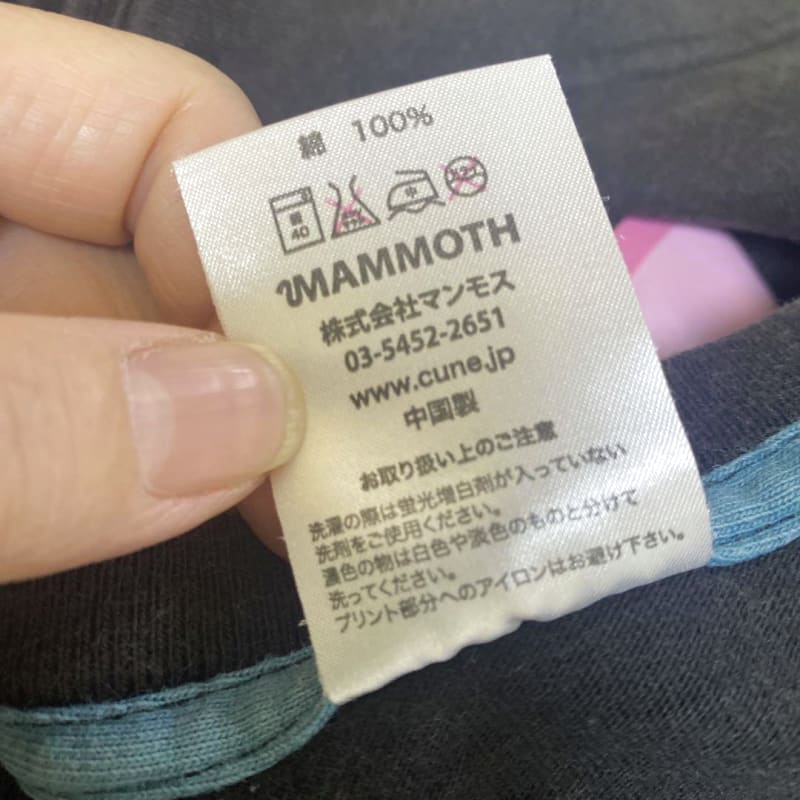 綿 100%
弱
40
中
MAMMOTH
株式会社マンモス
03-5452-2651
www.cune.jp
中国製
お取り扱い上のご注意
洗濯の際は蛍光増白剤が入っていない
洗剤をご使用ください。
濃色の物は白色や淡色のものと分けて
洗ってください。
プリント部分へのアイロンはお避け下さい。